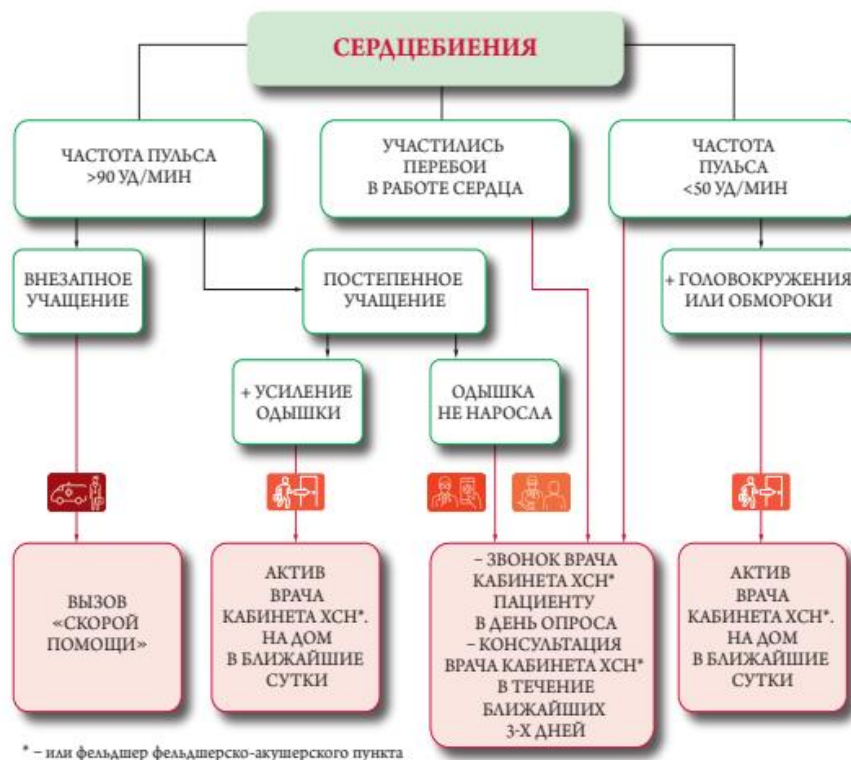 СЕРДЦЕБИЕНИЯ
ЧАСТОТА ПУЛЬСА
>90 УД/МИН
УЧАСТИЛИСЬ
ПЕРЕБОИ
В РАБОТЕ СЕРДЦА
ЧАСТОТА
ПУЛЬСА
<50 УД/МИН
ВНЕЗАПНОЕ
УЧАЩЕНИЕ
ПОСТЕПЕННОЕ
УЧАЩЕНИЕ
+ ГОЛОВОКРУЖЕНИЯ
ИЛИ ОБМОРОКИ
+ УСИЛЕНИЕ
ОДЫШКИ
ОДЫШКА
НЕ НАРОСЛА
ВЫЗОВ
«СКОРОЙ
ПОМОЩИ»
АКТИВ
ВРАЧА
КАБИНЕТА ХСН*.
НА ДОМ
В БЛИЖАЙШИЕ
СУТКИ
– ЗВОНОК ВРАЧА
КАБИНЕТА ХСН*
ПАЦИЕНТУ
В ДЕНЬ ОПРОСА
– КОНСУЛЬТАЦИЯ
ВРАЧА КАБИНЕТА ХСН*
В ТЕЧЕНИЕ
БЛИЖАЙШИХ
3-Х ДНЕЙ
АКТИВ
ВРАЧА
КАБИНЕТА ХСН*.
НА ДОМ
В БЛИЖАЙШИЕ
СУТКИ
* – или фельдшер фельдшерско-акушерского пункта